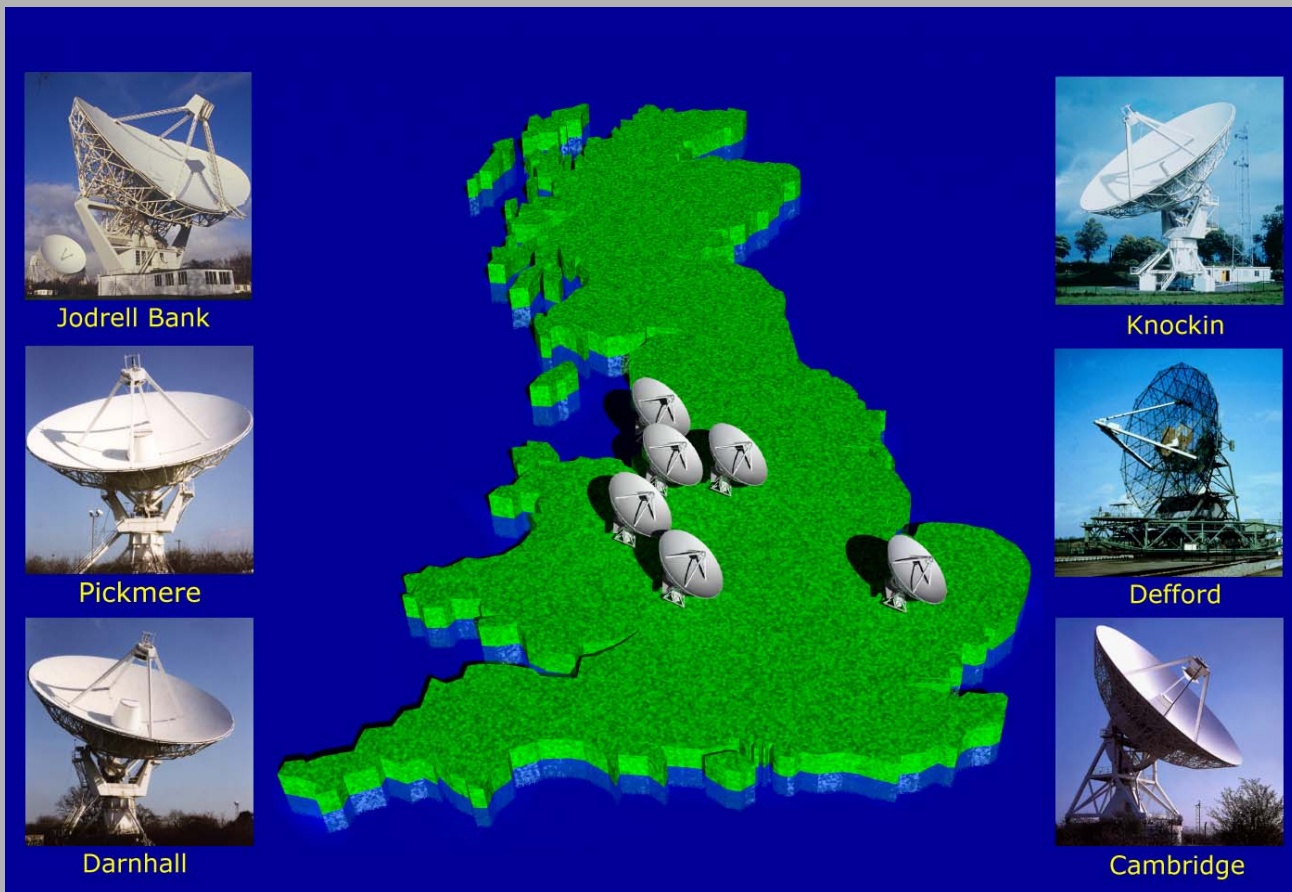 Jodrell Bank
Pickmere
Darnhall
Knockin
Defford
Cambridge